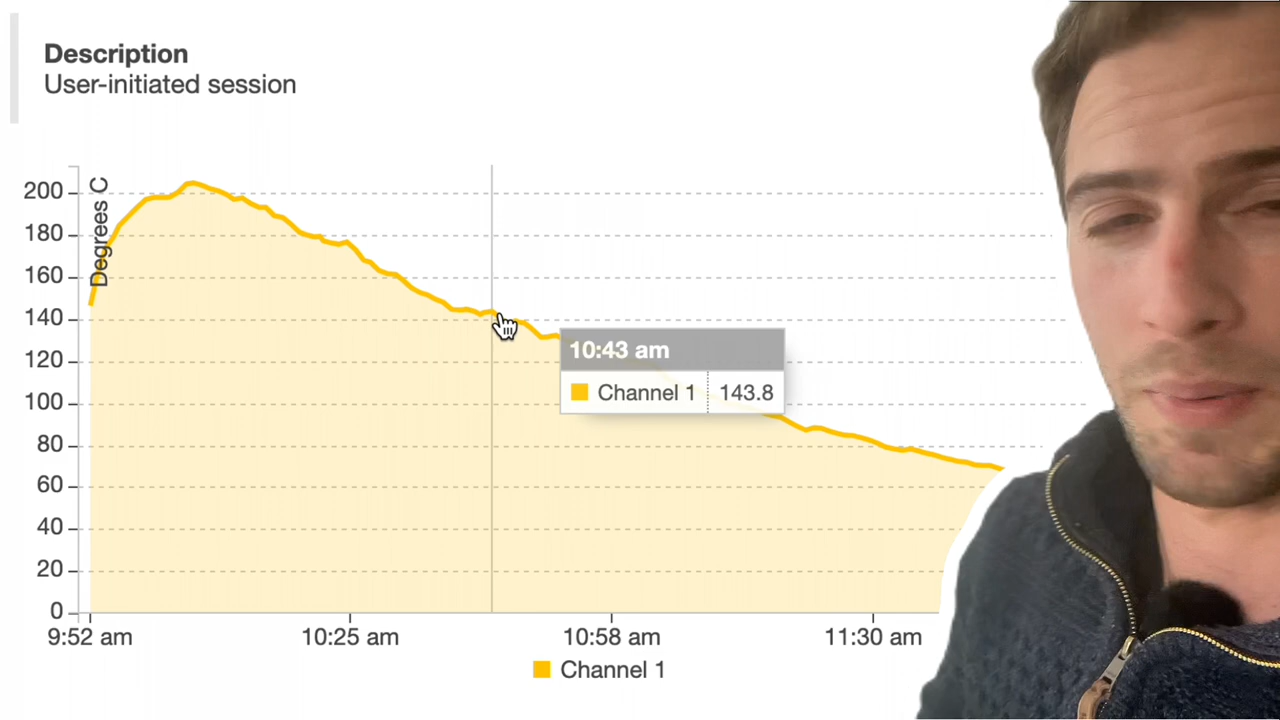 Description
User-initiated session
Degrees C
200
180
160
140
120
100
80
60
40
20
0
10:43 am
Channel 1 143.8
9:52 am 10:25 am 10:58 am 11:30 am
Channel 1